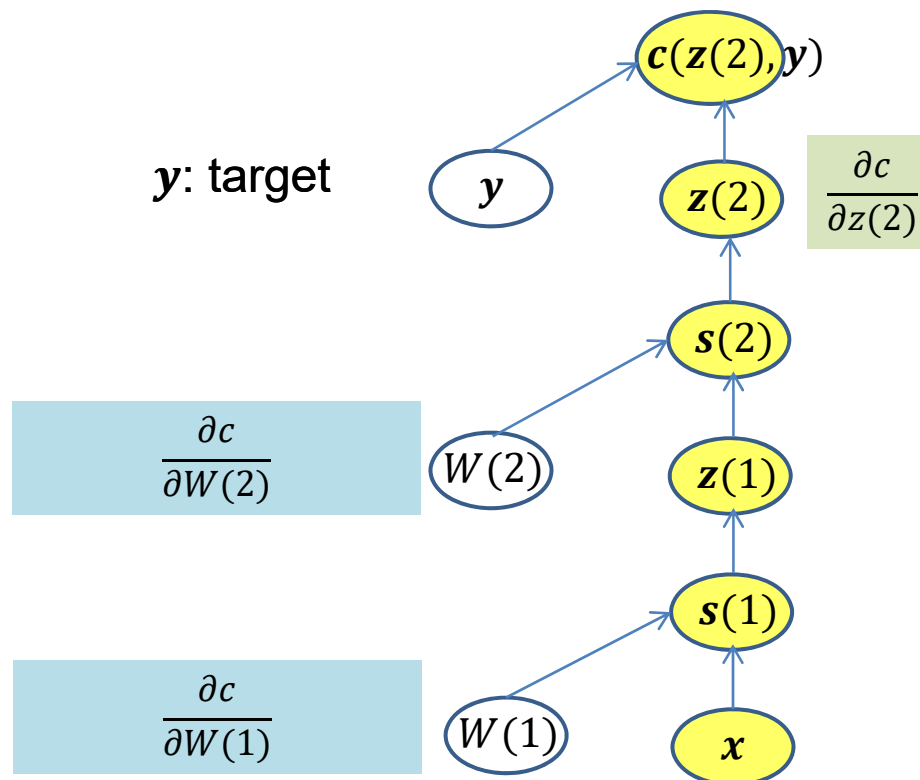 c(z(2), y)
y: target
y
z(2)
∂c
∂z(2)
s(2)
∂c
∂W(2)
W(2)
z(1)
s(1)
∂c
∂W(1)
W(1)
x